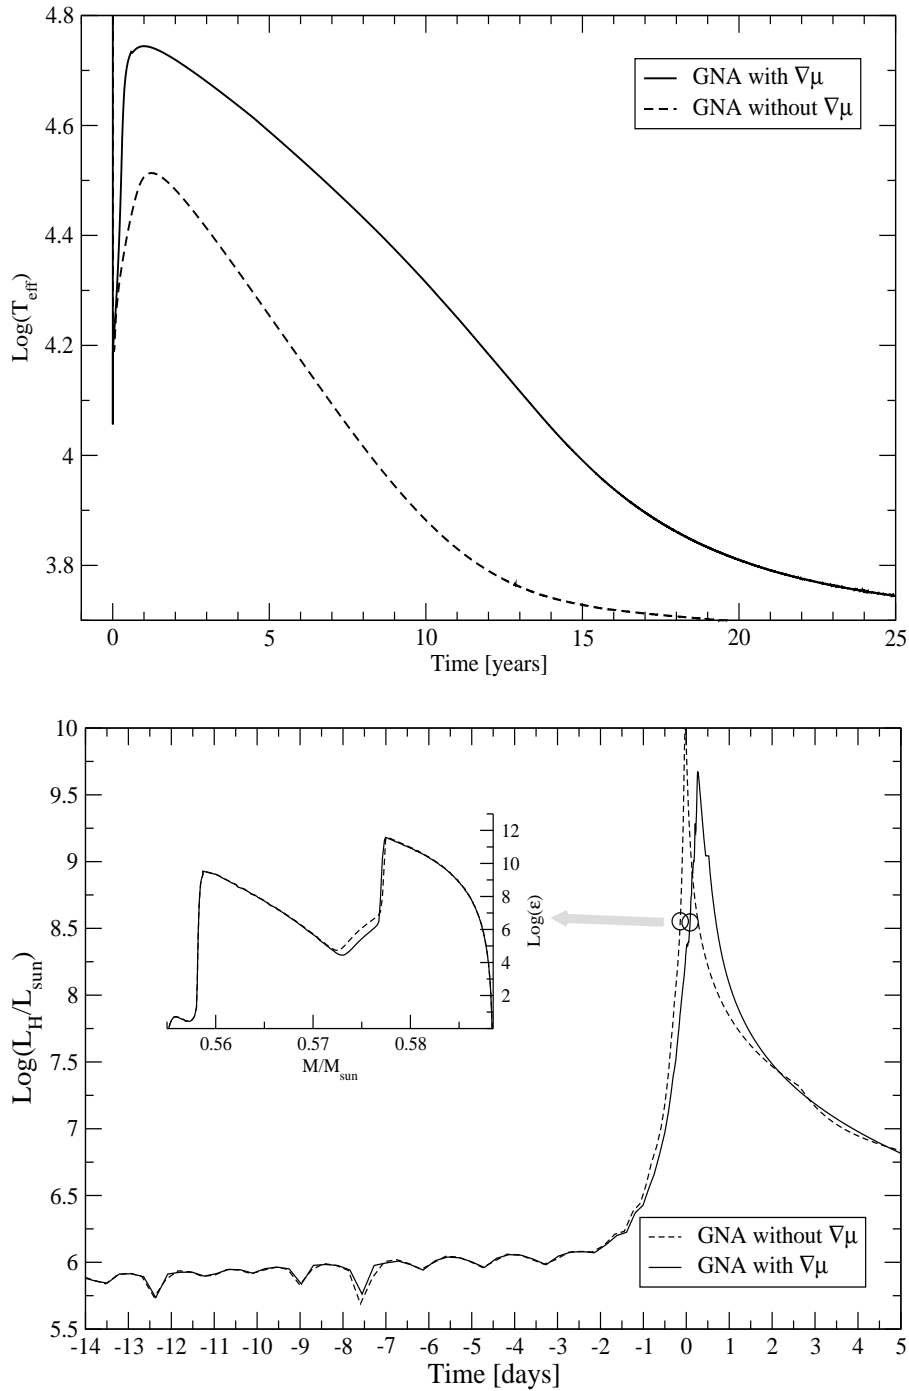 4.8
4.6
4.4
4.2
4
3.8
Log(T_eff)
GNA with ∇μ
GNA without ∇μ
0 5 10 15 20 25
Time [years]
10
9.5
9
8.5
8
7.5
7
6.5
6
5.5
Log(L_H/L_sun)
12
10
8
6
4
2
Log(ε)
0.56 0.57 0.58
M/M_sun
GNA without ∇μ
GNA with ∇μ
-14 -13 -12 -11 -10 -9 -8 -7 -6 -5 -4 -3 -2 -1 0 1 2 3 4 5
Time [days]